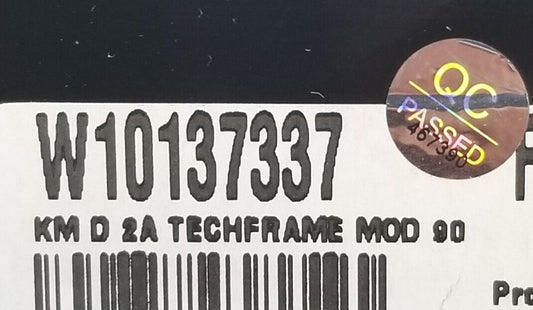 QC
PASSED
467390
W10137337
KM D 2A TECHFRAME MOD 90